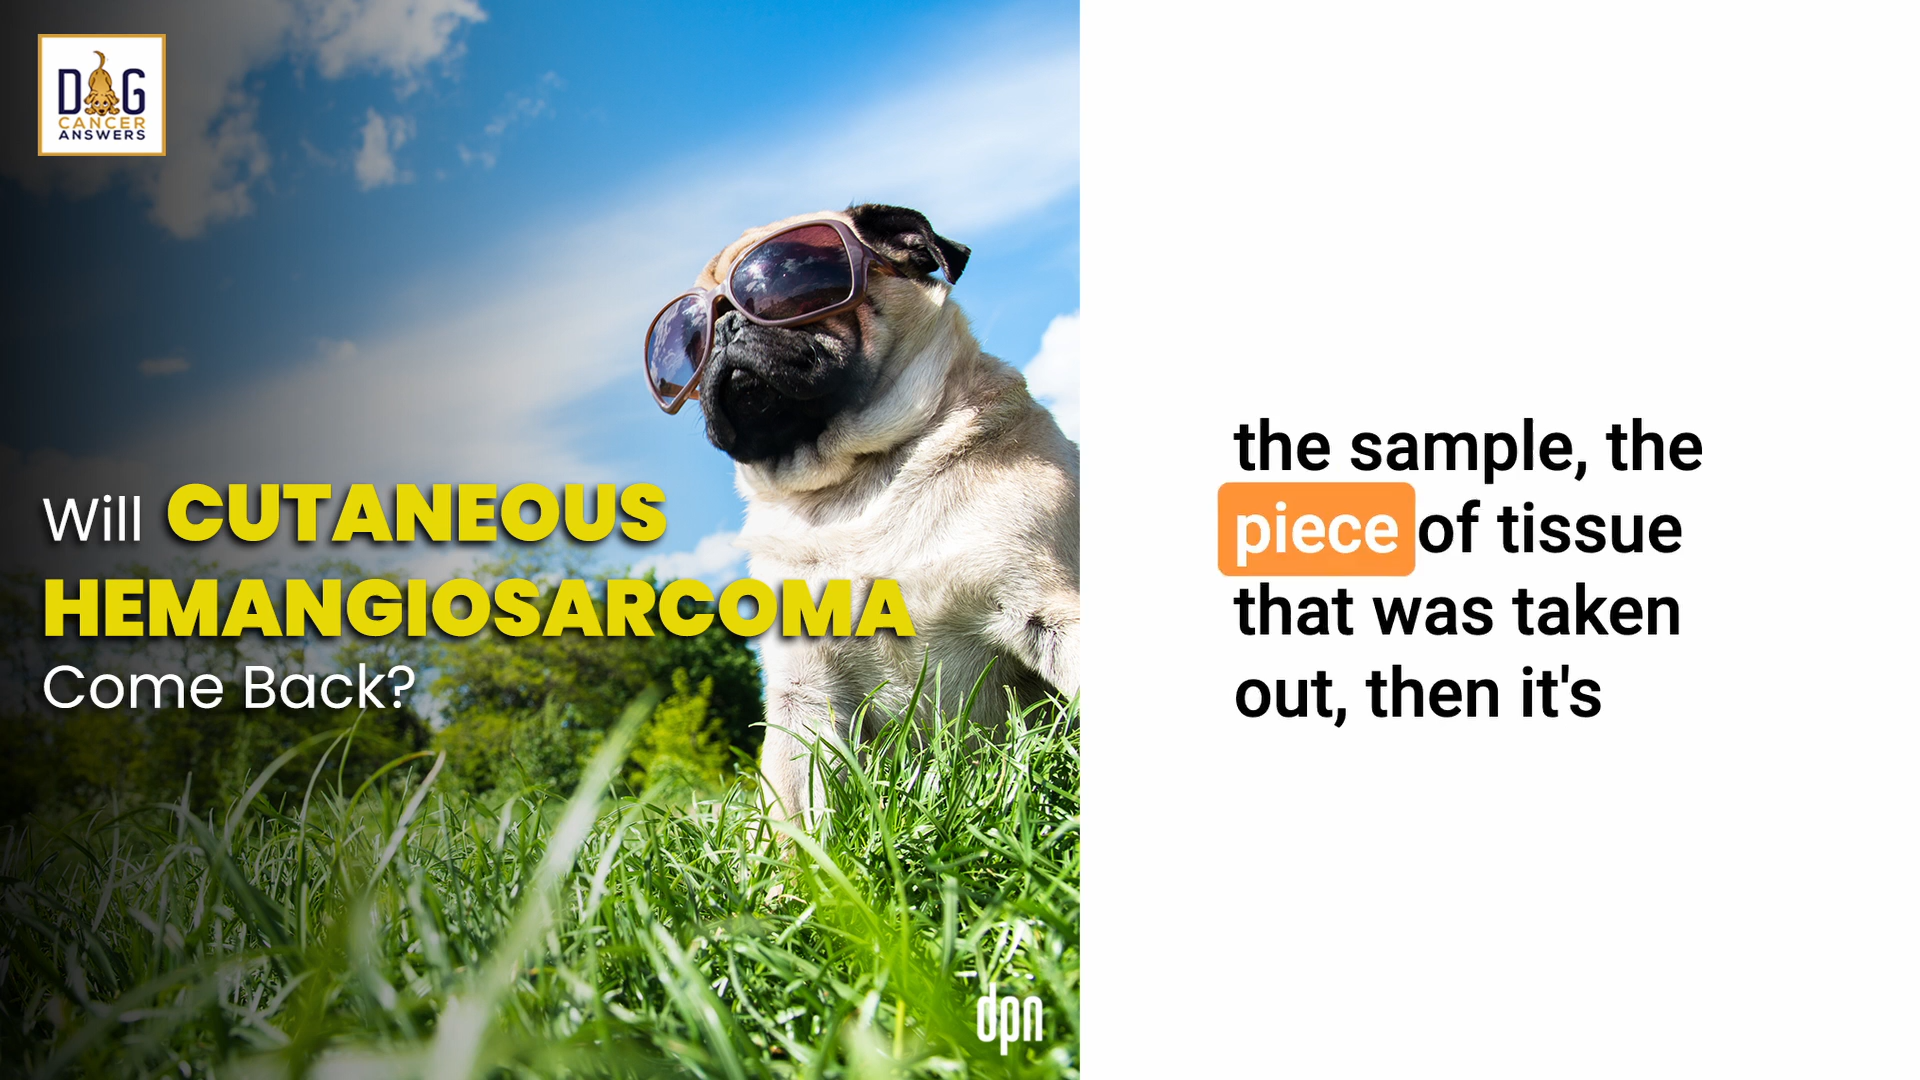 DOG
CANCER
ANSWERS
Will CUTANEOUS
HEMANGIOSARCOMA
Come Back?
dpn
the sample, the
piece of tissue
that was taken
out, then it's